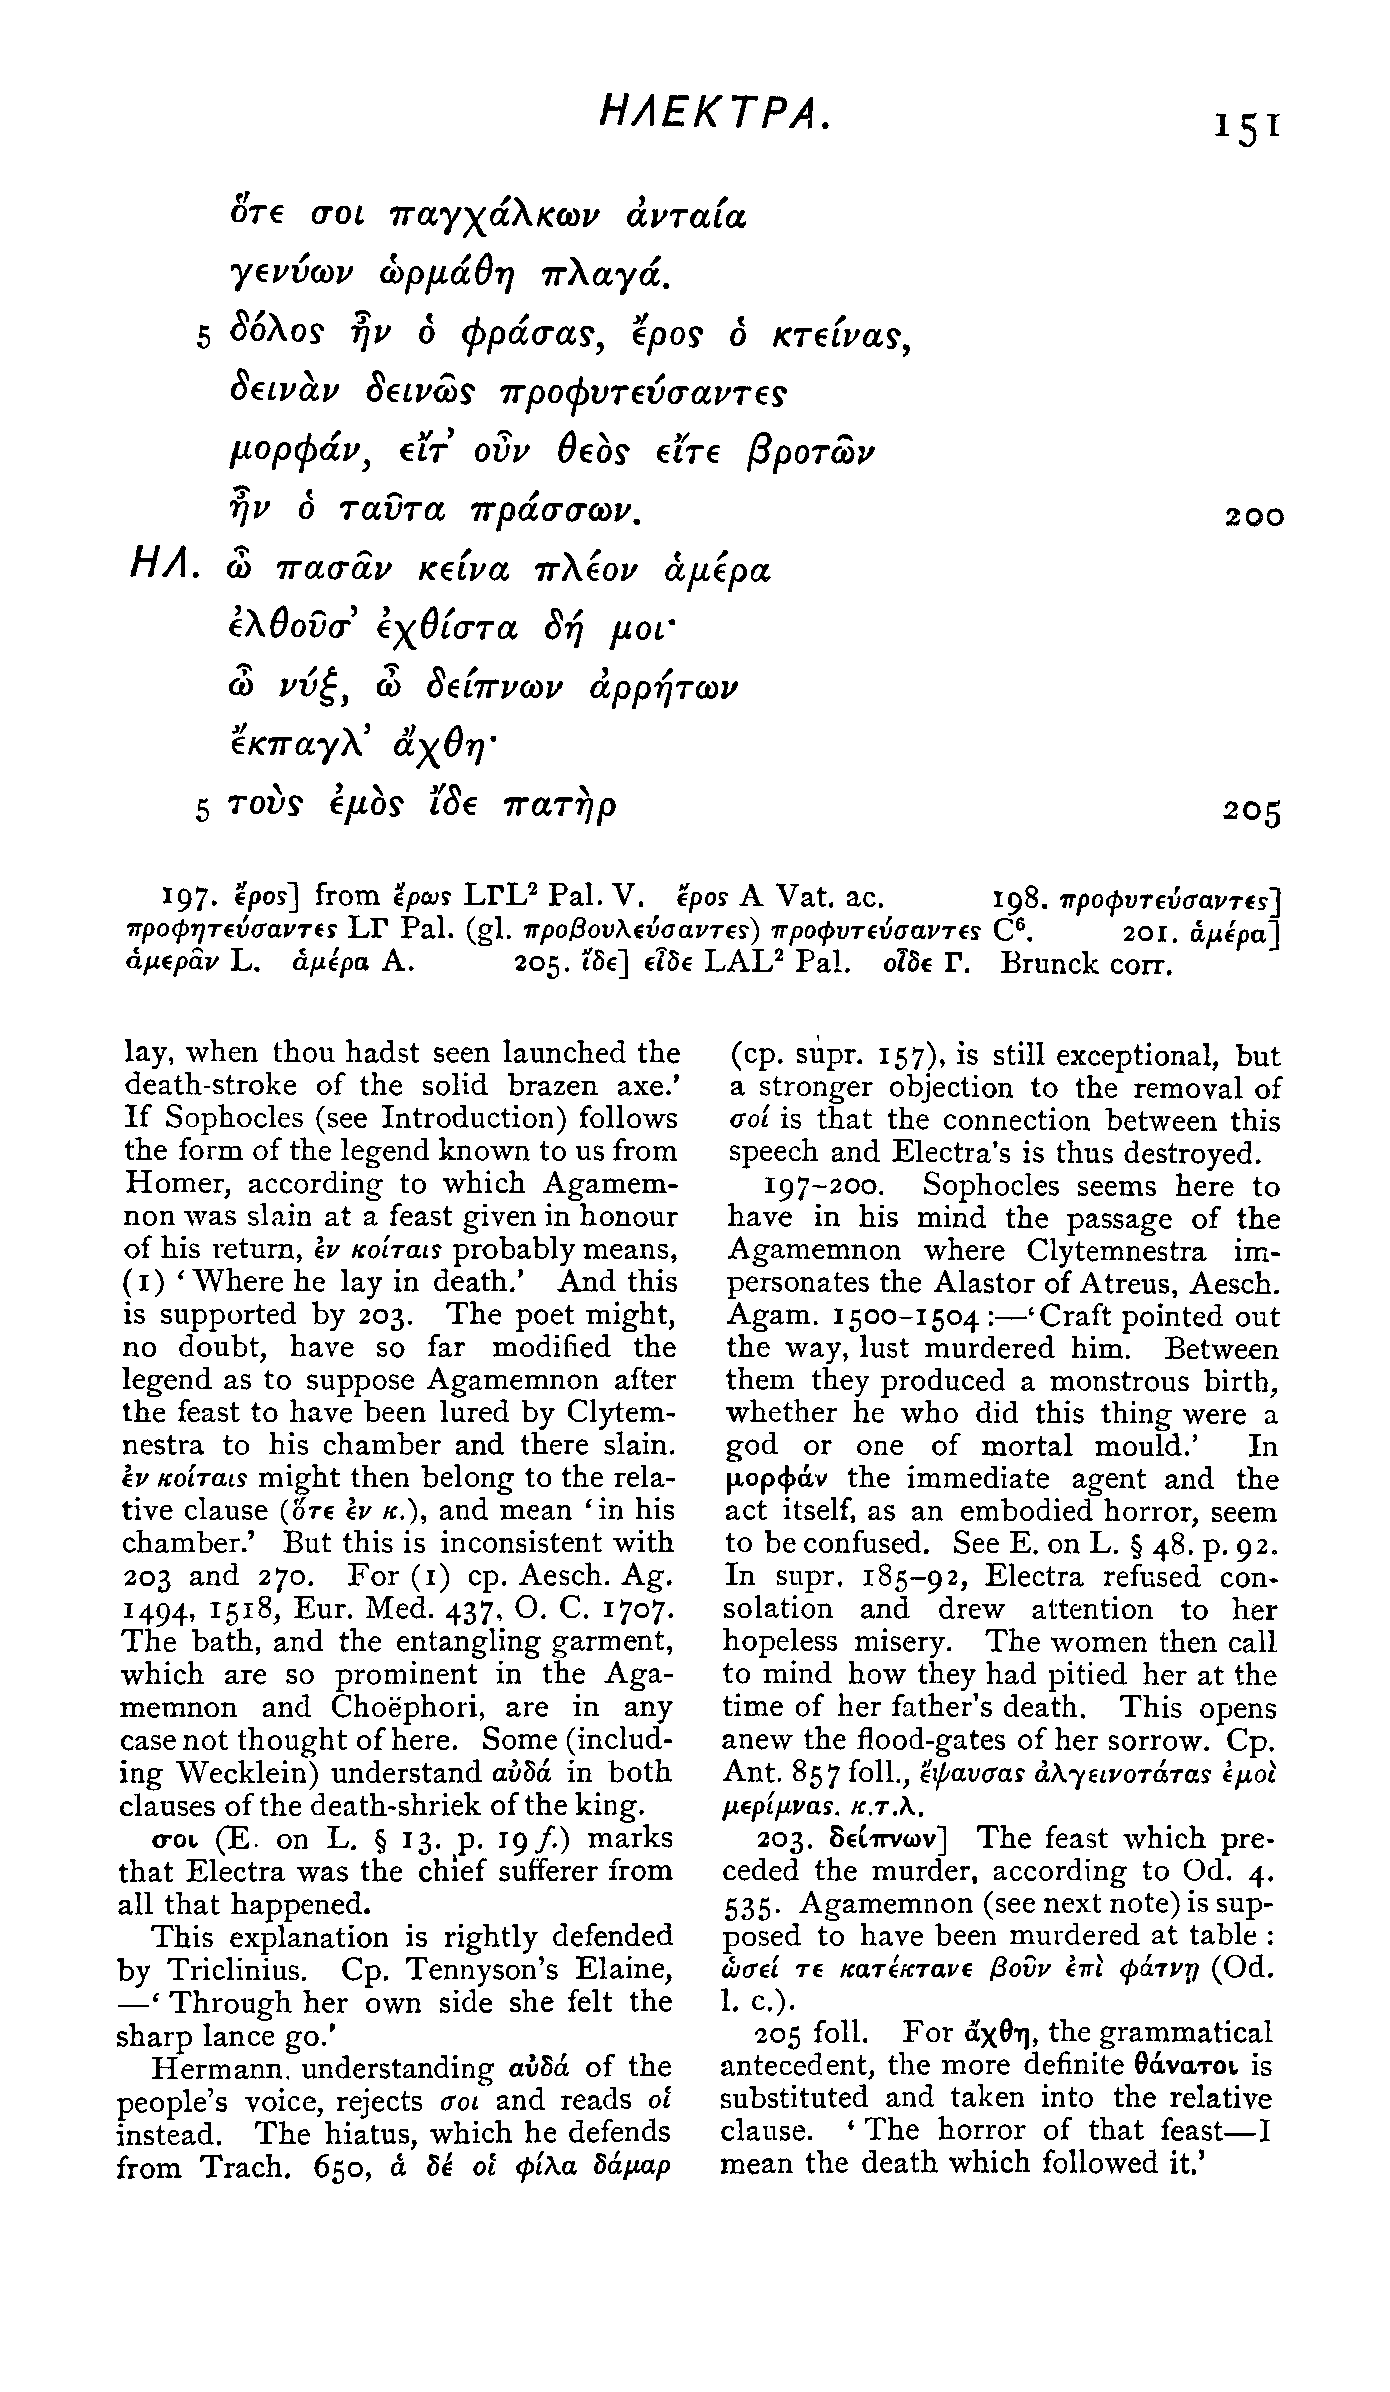 ΗΛΕΚΤΡΑ.
151
ὅτε σοι παγχάλκων ἀνταία
γενύων ὡρμάθη πλαγά.
5 δόλος ἦν ὁ φράσας, ἔρος ὁ κτείνας,
δεινὰν δεινῶς προφυτεύσαντες
μορφάν, εἴτ' οὖν θεὸς εἴτε βροτῶν
ἦν ὁ ταῦτα πράσσων. 200
ΗΛ. ὦ πασᾶν κείνα πλέον ἁμέρα
ἐλθοῦσ' ἐχθίστα δή μοι·
ὦ νύξ, ὦ δείπνων ἀρρήτων
ἔκπαγλ' ἄχθη·
5 τοὺς ἐμὸς ἴδε πατὴρ 205
197. ἔρος] from ἔρως LΓL² Pal. V. ἔρος A Vat. ac. 198. προφυτεύσαντες]
προφητεύσαντες LΓ Pal. (gl. προβουλεύσαντες) προφυτεύσαντες C⁶. 201. ἁμέρα]
ἁμερᾶν L. ἁμέρα A. 205. ἴδε] εἶδε LAL² Pal. οἶδε Γ. Brunck corr.
lay, when thou hadst seen launched the
death-stroke of the solid brazen axe.'
If Sophocles (see Introduction) follows
the form of the legend known to us from
Homer, according to which Agamem-
non was slain at a feast given in honour
of his return, ἐν κοίταις probably means,
(1) 'Where he lay in death.' And this
is supported by 203. The poet might,
no doubt, have so far modified the
legend as to suppose Agamemnon after
the feast to have been lured by Clytem-
nestra to his chamber and there slain.
ἐν κοίταις might then belong to the rela-
tive clause (ὅτε ἐν κ.), and mean 'in his
chamber.' But this is inconsistent with
203 and 270. For (1) cp. Aesch. Ag.
1494, 1518, Eur. Med. 437, O. C. 1707.
The bath, and the entangling garment,
which are so prominent in the Aga-
memnon and Choëphori, are in any
case not thought of here. Some (includ-
ing Wecklein) understand αὐδά in both
clauses of the death-shriek of the king.
σοι (E. on L. § 13. p. 19 f.) marks
that Electra was the chief sufferer from
all that happened.
This explanation is rightly defended
by Triclinius. Cp. Tennyson's Elaine,
—'Through her own side she felt the
sharp lance go.'
Hermann, understanding αὐδά of the
people's voice, rejects σοι and reads οἷ
instead. The hiatus, which he defends
from Trach. 650, ἁ δέ οἱ φίλα δάμαρ
(cp. supr. 157), is still exceptional, but
a stronger objection to the removal of
σοί is that the connection between this
speech and Electra's is thus destroyed.
197-200. Sophocles seems here to
have in his mind the passage of the
Agamemnon where Clytemnestra im-
personates the Alastor of Atreus, Aesch.
Agam. 1500-1504:—'Craft pointed out
the way, lust murdered him. Between
them they produced a monstrous birth,
whether he who did this thing were a
god or one of mortal mould.' In
μορφάν the immediate agent and the
act itself, as an embodied horror, seem
to be confused. See E. on L. § 48. p. 92.
In supr. 185-92, Electra refused con-
solation and drew attention to her
hopeless misery. The women then call
to mind how they had pitied her at the
time of her father's death. This opens
anew the flood-gates of her sorrow. Cp.
Ant. 857 foll., ἔψαυσας ἀλγεινοτάτας ἐμοὶ
μερίμνας. κ.τ.λ.
203. δείπνων] The feast which pre-
ceded the murder, according to Od. 4.
535. Agamemnon (see next note) is sup-
posed to have been murdered at table:
ὡσεί τε κατέκτανε βοῦν ἐπὶ φάτνῃ (Od.
l. c.).
205 foll. For ἄχθη, the grammatical
antecedent, the more definite θάνατοι is
substituted and taken into the relative
clause. 'The horror of that feast—I
mean the death which followed it.'